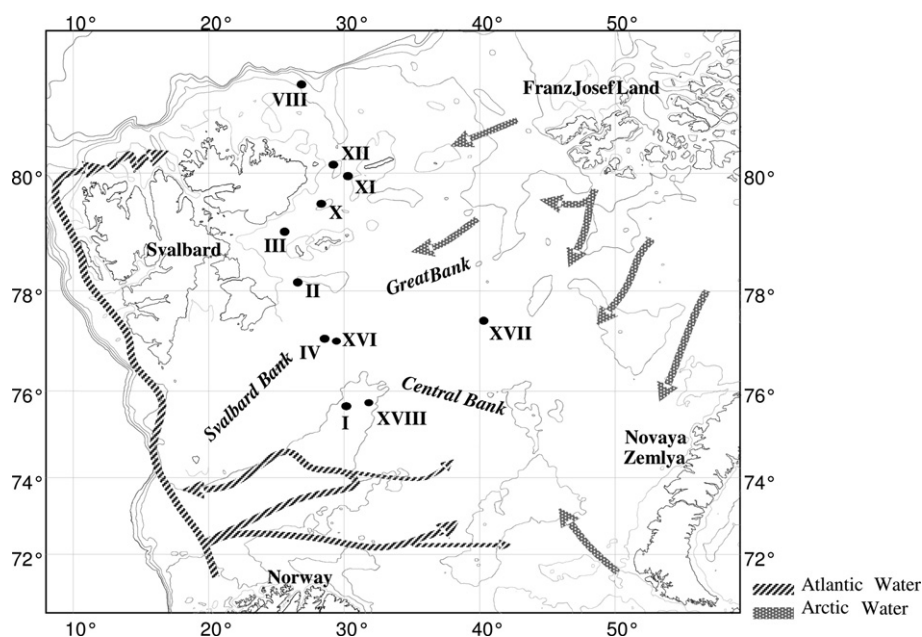 10° 20° 30° 40° 50°
VIII
FranzJosefLand
XII
80° XI 80°
X
III
Svalbard
GreatBank
78° II 78°
XVII
IV XVI
Svalbard Bank
76° Central Bank 76°
I XVIII
Novaya
Zemlya
74° 74°
72° 72°
Norway
Atlantic Water
Arctic Water
10° 20° 30° 40° 50°